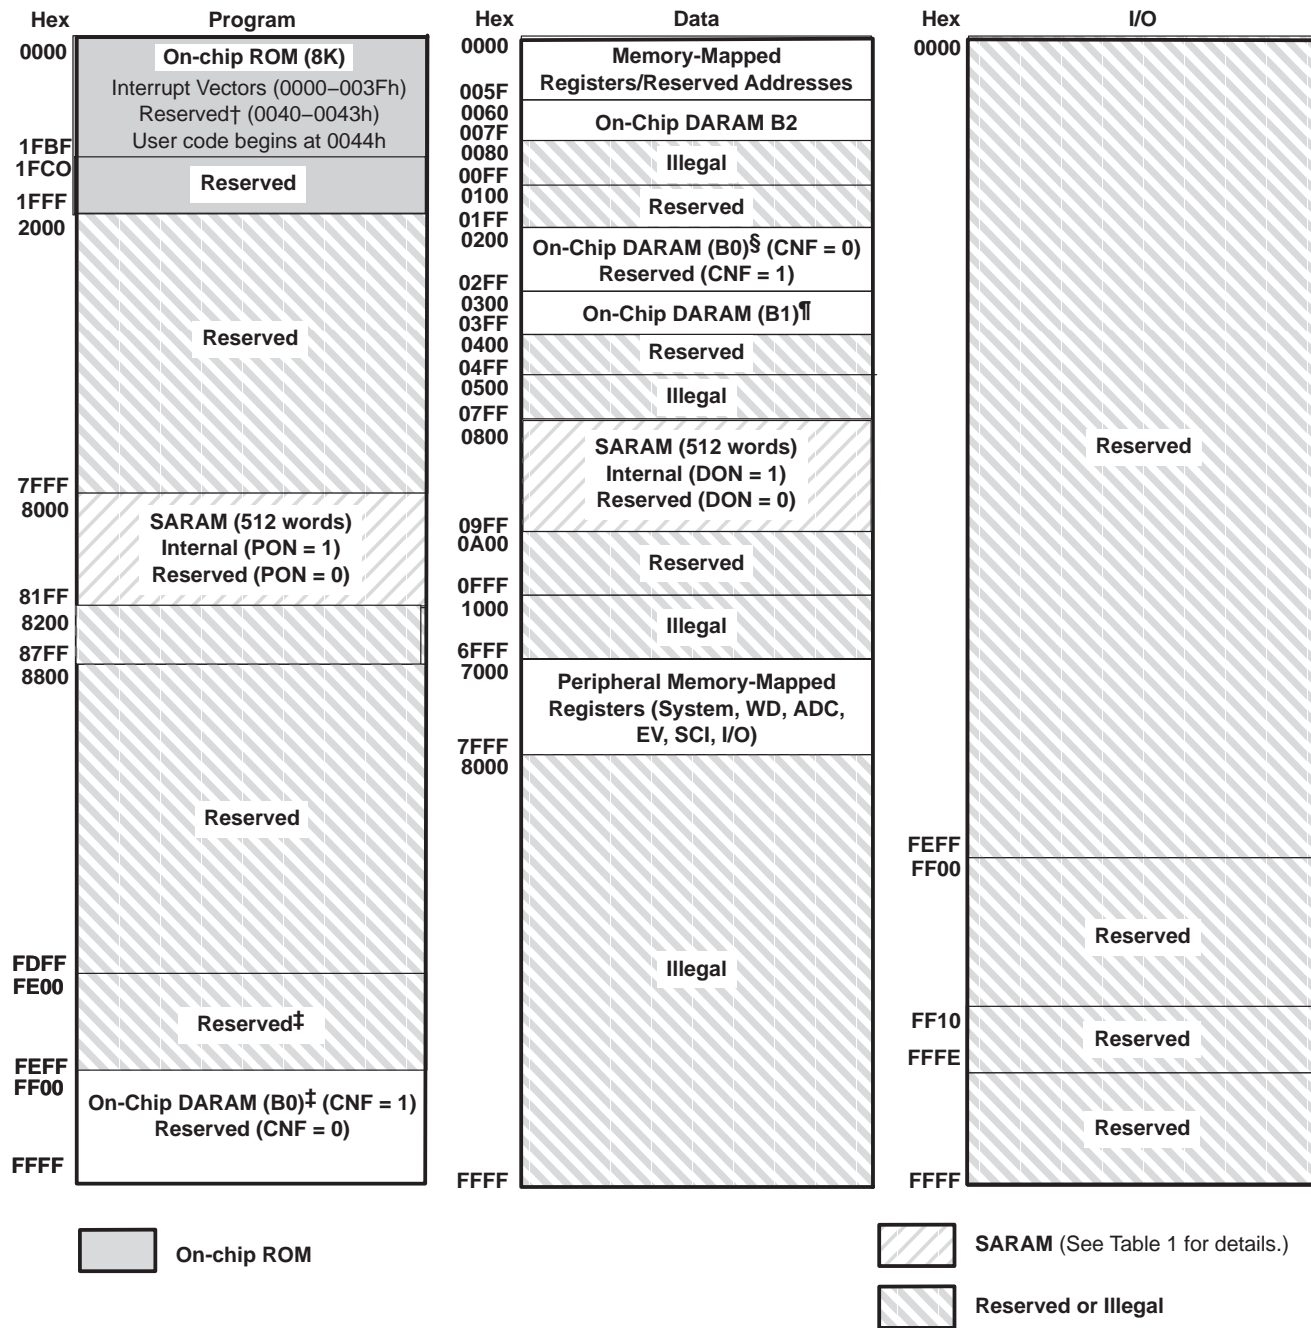 Hex Program
0000
On-chip ROM (8K)
Interrupt Vectors (0000–003Fh)
Reserved† (0040–0043h)
User code begins at 0044h
1FBF
1FCO
Reserved
1FFF
2000
Reserved
7FFF
8000
SARAM (512 words)
Internal (PON = 1)
Reserved (PON = 0)
81FF
8200
87FF
8800
Reserved
FDFF
FE00
Reserved‡
FEFF
FF00
On-Chip DARAM (B0)‡ (CNF = 1)
Reserved (CNF = 0)
FFFF
Hex Data
0000
Memory-Mapped
Registers/Reserved Addresses
005F
0060
On-Chip DARAM B2
007F
0080
Illegal
00FF
0100
Reserved
01FF
0200
On-Chip DARAM (B0)§ (CNF = 0)
Reserved (CNF = 1)
02FF
0300
On-Chip DARAM (B1)¶
03FF
0400
Reserved
04FF
0500
Illegal
07FF
0800
SARAM (512 words)
Internal (DON = 1)
Reserved (DON = 0)
09FF
0A00
Reserved
0FFF
1000
Illegal
6FFF
7000
Peripheral Memory-Mapped
Registers (System, WD, ADC,
EV, SCI, I/O)
7FFF
8000
Illegal
FFFF
Hex I/O
0000
Reserved
FEFF
FF00
Reserved
FF10
Reserved
FFFE
Reserved
FFFF
On-chip ROM
SARAM (See Table 1 for details.)
Reserved or Illegal